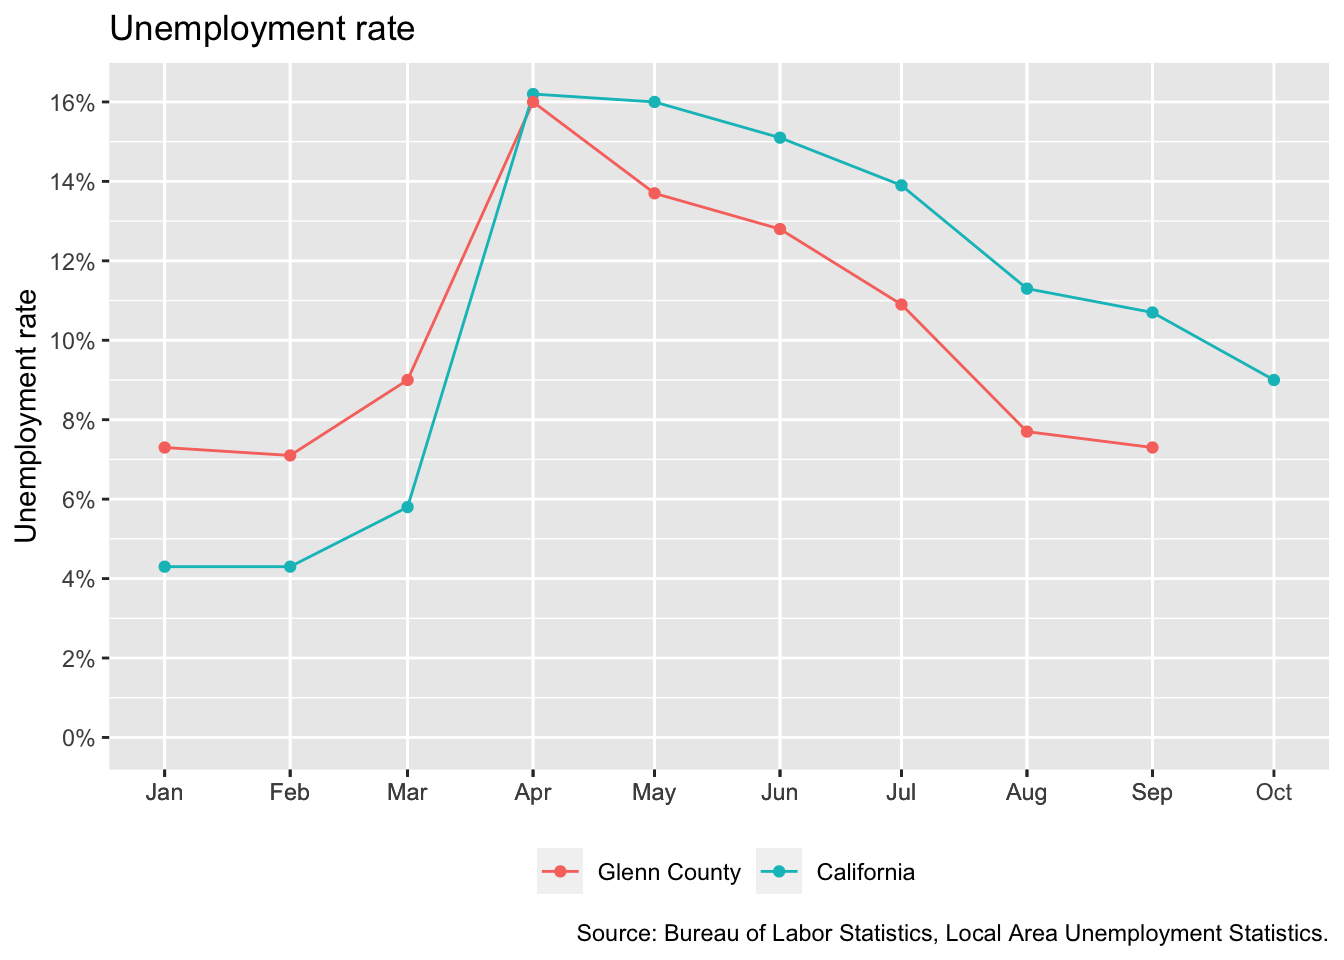 Unemployment rate
Unemployment rate
16%
14%
12%
10%
8%
6%
4%
2%
0%
Jan Feb Mar Apr May Jun Jul Aug Sep Oct
Glenn County California
Source: Bureau of Labor Statistics, Local Area Unemployment Statistics.